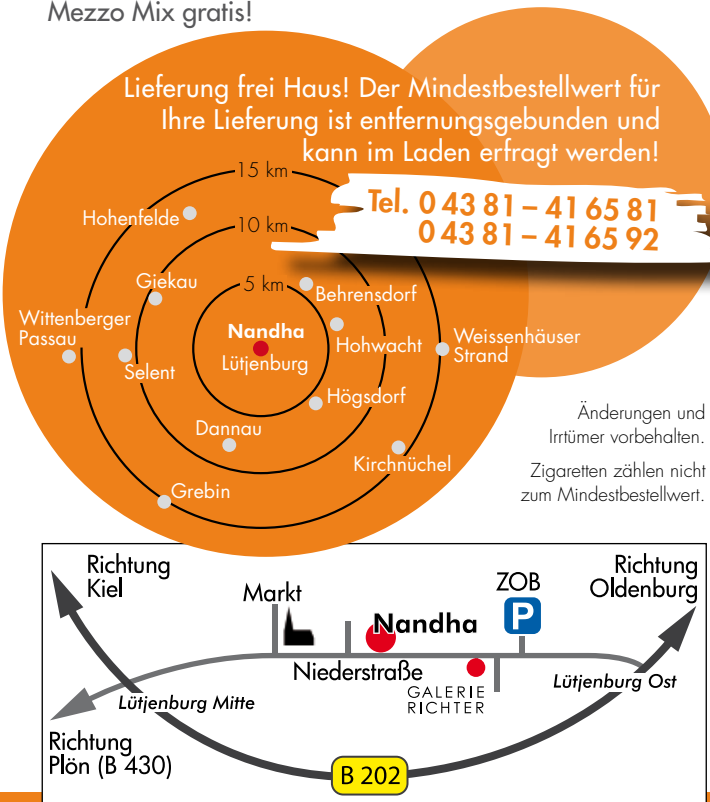 Mezzo Mix gratis!
Lieferung frei Haus! Der Mindestbestellwert für
Ihre Lieferung ist entfernungsgebunden und
kann im Laden erfragt werden!
Tel. 0 43 81 – 41 65 81
0 43 81 – 41 65 92
15 km
Hohenfelde
10 km
Giekau
5 km
Behrensdorf
Wittenberger
Passau
Nandha
Lütjenburg
Hohwacht
Weissenhäuser
Strand
Selent
Högsdorf
Dannau
Kirchnüchel
Grebin
Änderungen und
Irrtümer vorbehalten.
Zigaretten zählen nicht
zum Mindestbestellwert.
Richtung
Kiel
Markt
Nandha
ZOB
P
Richtung
Oldenburg
Niederstraße
GALERIE
RICHTER
Lütjenburg Ost
Lütjenburg Mitte
Richtung
Plön (B 430)
B 202